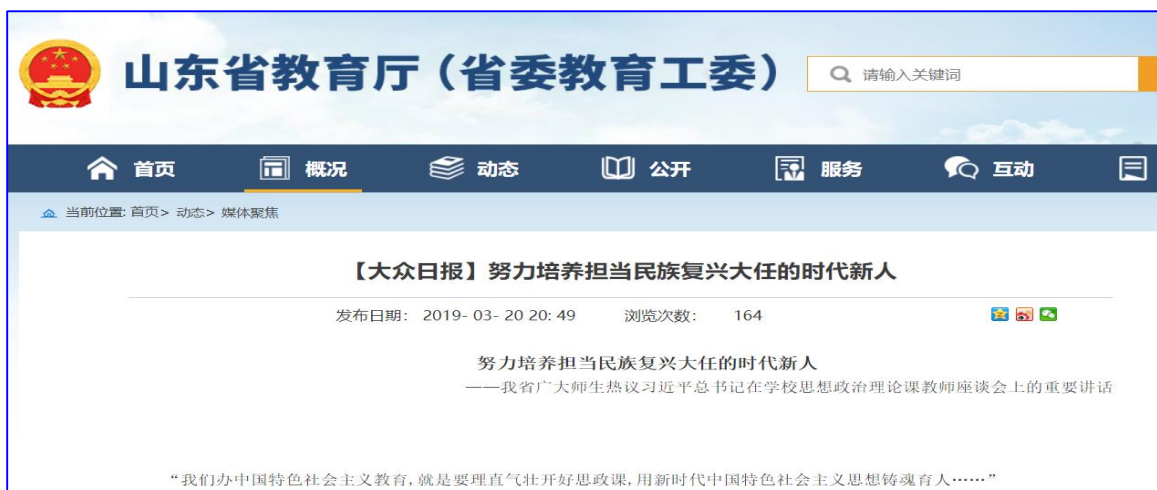 山东省教育厅（省委教育工委）
请输入关键词
首页 概况 动态 公开 服务 互动
当前位置: 首页> 动态> 媒体聚焦
【大众日报】努力培养担当民族复兴大任的时代新人
发布日期： 2019- 03- 20 20: 49 浏览次数： 164
努力培养担当民族复兴大任的时代新人
——我省广大师生热议习近平总书记在学校思想政治理论课教师座谈会上的重要讲话
“我们办中国特色社会主义教育,就是要理直气壮开好思政课,用新时代中国特色社会主义思想铸魂育人……”